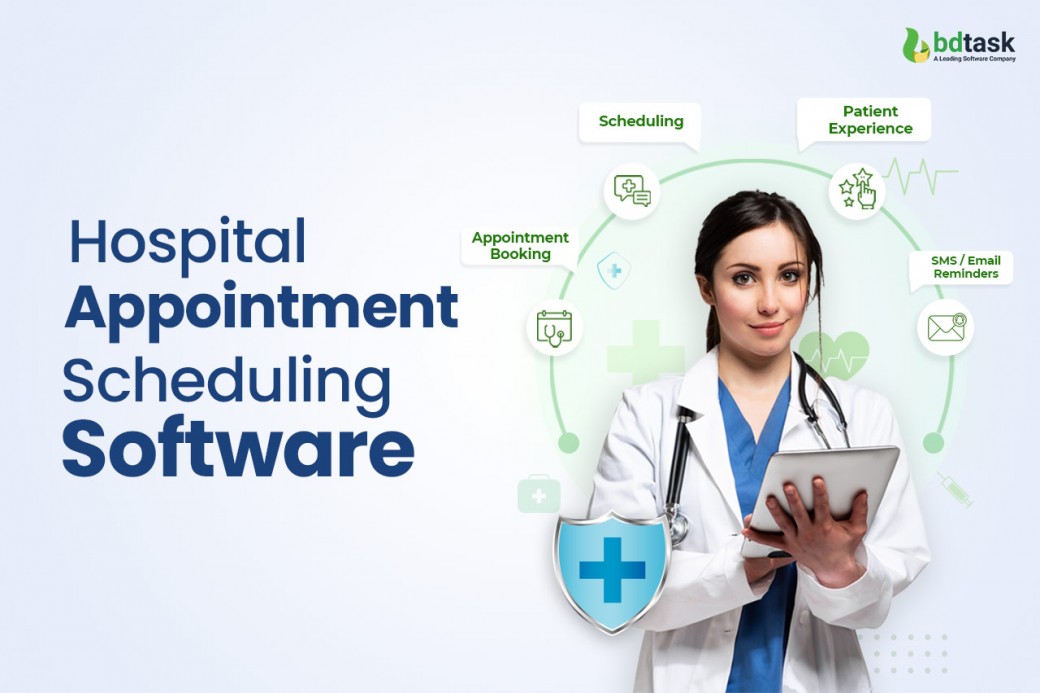 bdtask
A Leading Software Company
Hospital
Appointment
Scheduling
Software
Scheduling
Patient
Experience
Appointment
Booking
SMS / Email
Reminders